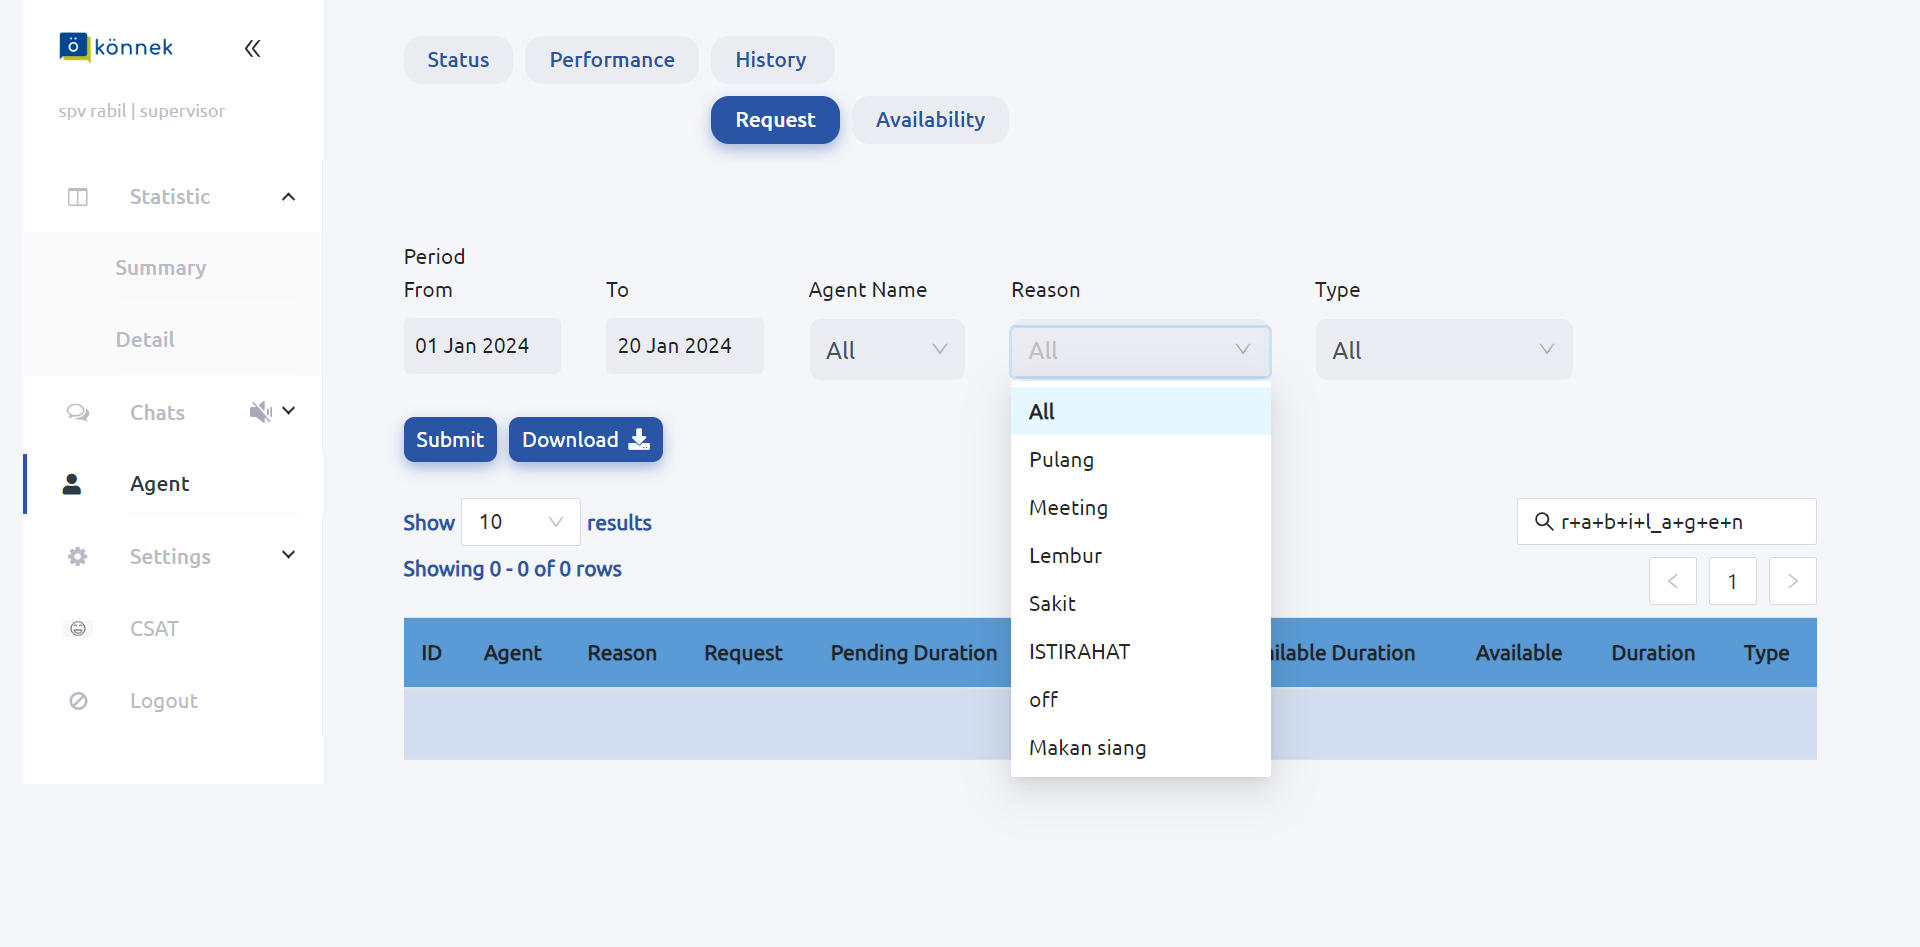 ö könnek
spv rabil | supervisor
Statistic
Summary
Detail
Chats
Agent
Settings
CSAT
Logout
Status Performance History
Request Availability
Period
From To Agent Name Reason Type
01 Jan 2024 20 Jan 2024 All All All
All
Pulang
Meeting
Lembur
Sakit
ISTIRAHAT
off
Makan siang
Submit Download
Show 10 results
r+a+b+i+l_a+g+e+n
Showing 0 - 0 of 0 rows
< 1 >
ID Agent Reason Request Pending Duration ilable Duration Available Duration Type